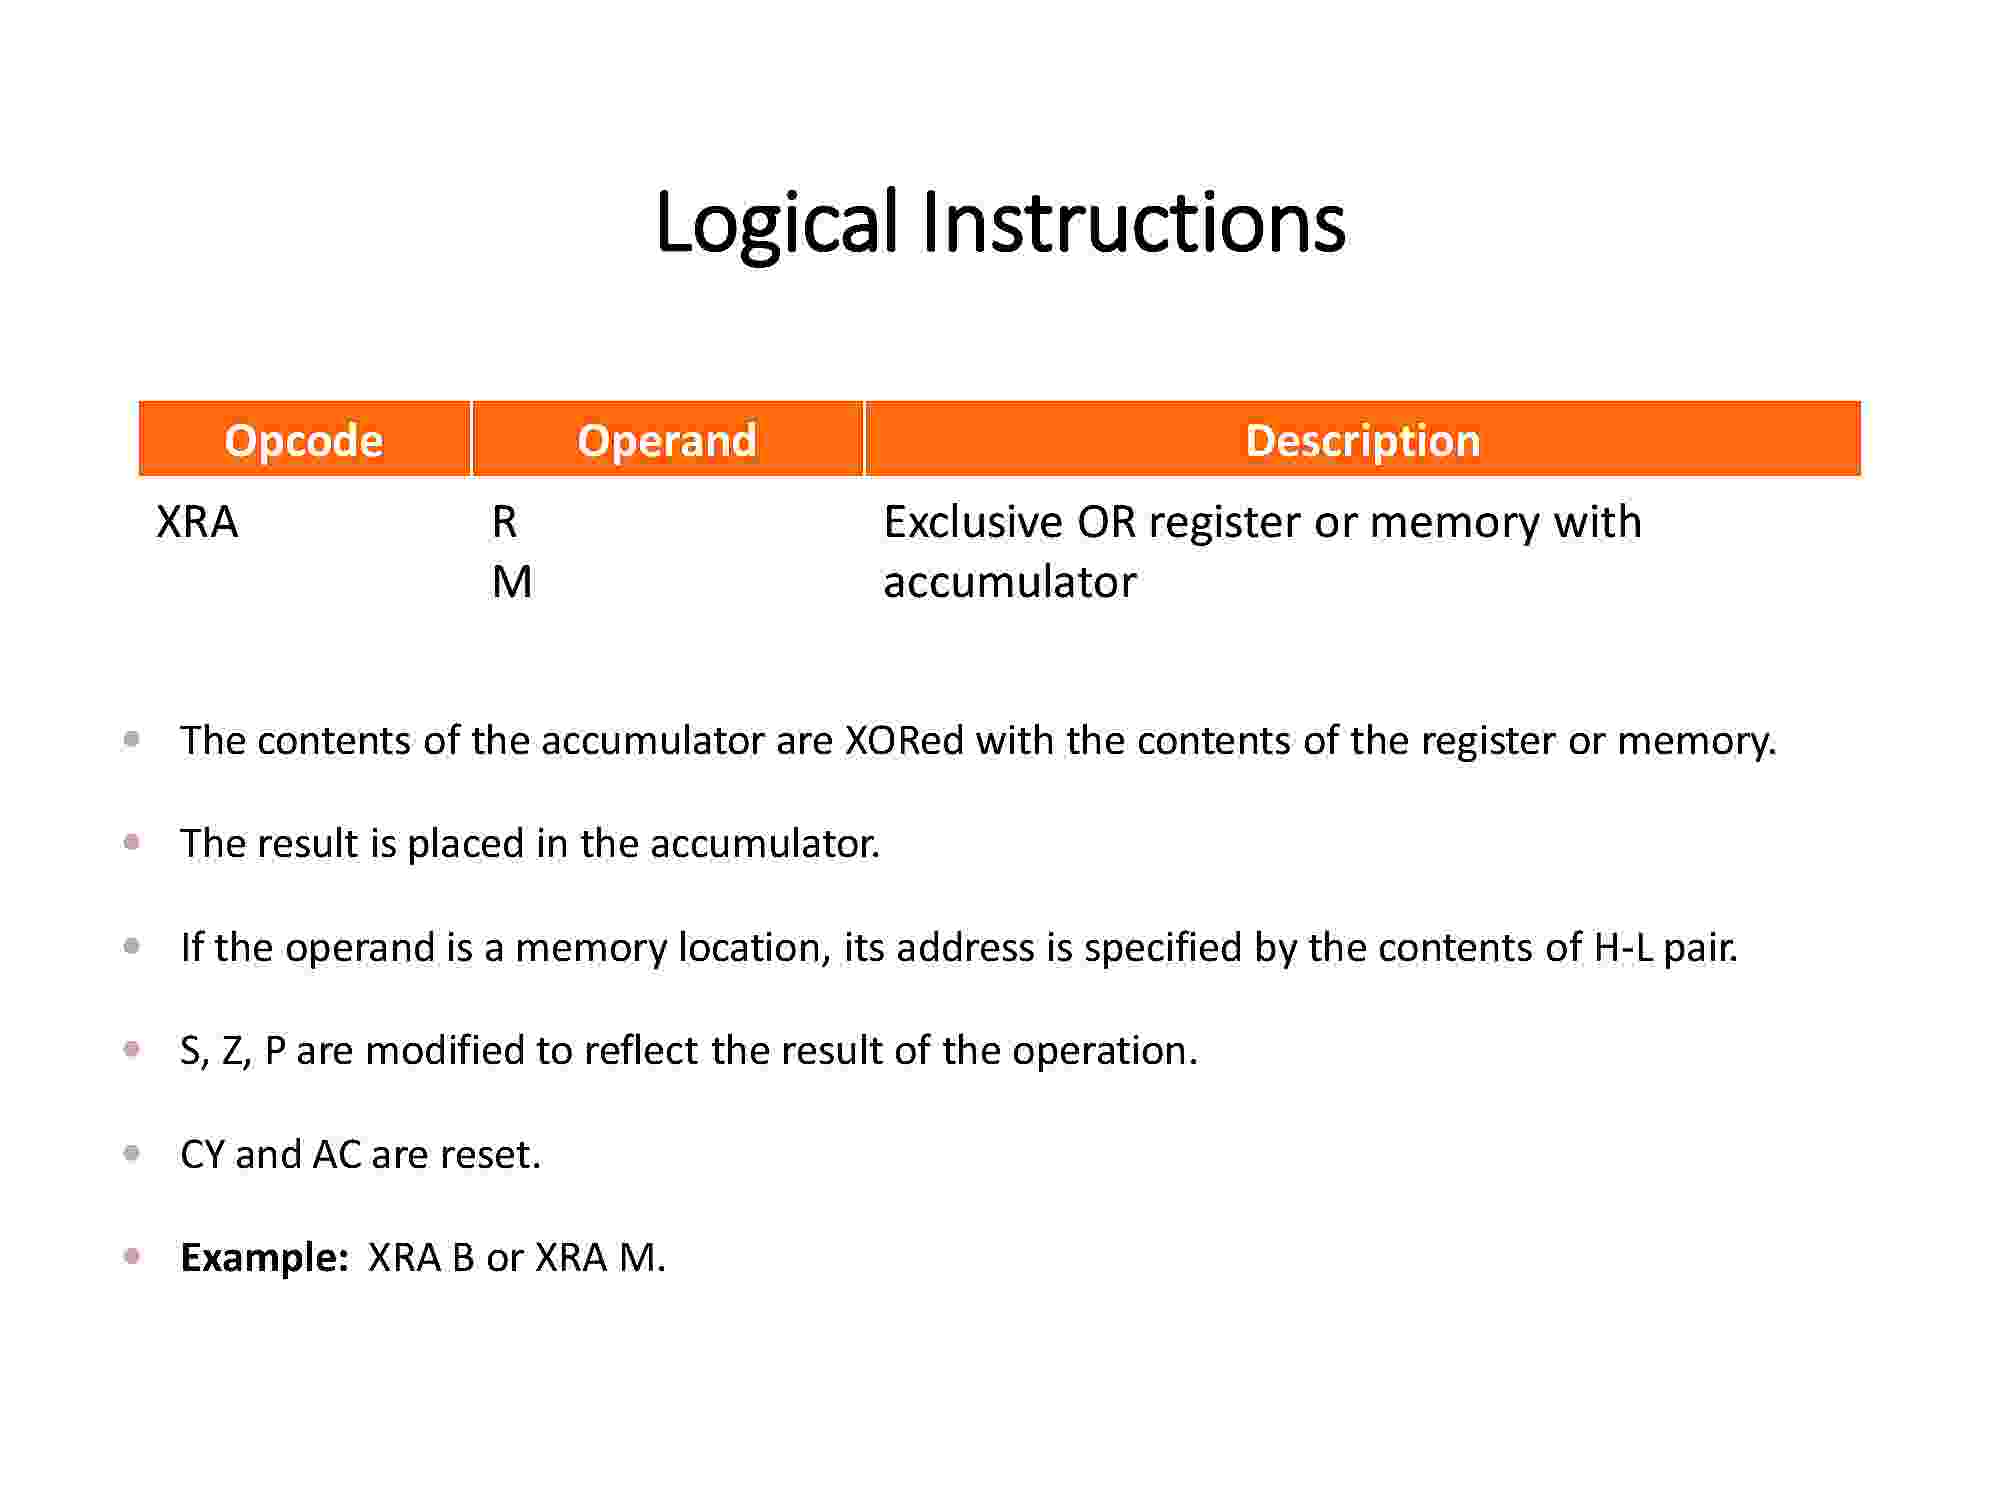 Logical Instructions
Opcode Operand Description
XRA R Exclusive OR register or memory with
M accumulator
The contents of the accumulator are XORed with the contents of the register or memory.
The result is placed in the accumulator.
If the operand is a memory location, its address is specified by the contents of H-L pair.
S, Z, P are modified to reflect the result of the operation.
CY and AC are reset.
Example: XRA B or XRA M.